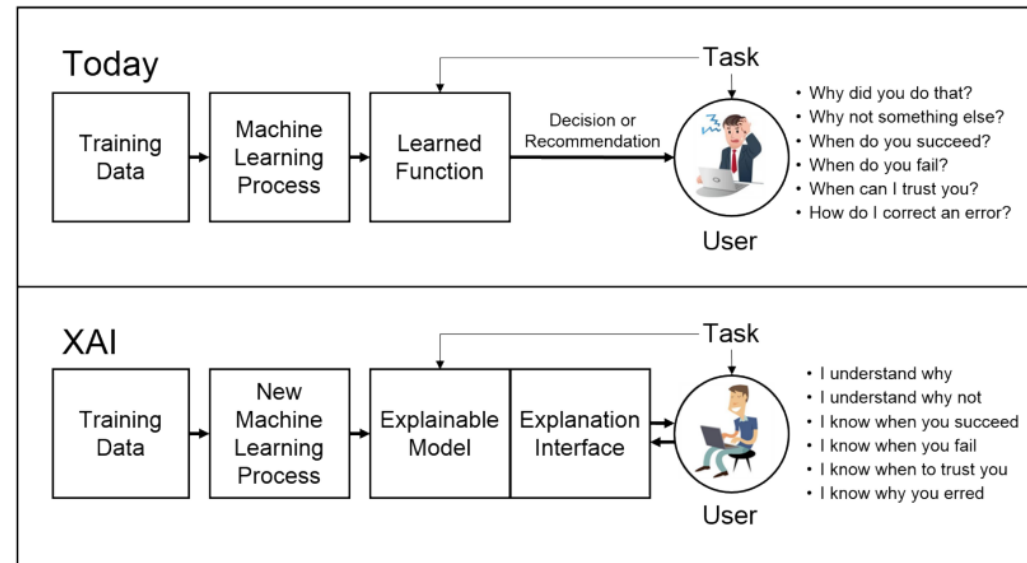 Today
Task
Training
Data
Machine
Learning
Process
Learned
Function
Decision or
Recommendation
User
• Why did you do that?
• Why not something else?
• When do you succeed?
• When do you fail?
• When can I trust you?
• How do I correct an error?
XAI
Task
Training
Data
New
Machine
Learning
Process
Explainable
Model
Explanation
Interface
User
• I understand why
• I understand why not
• I know when you succeed
• I know when you fail
• I know when to trust you
• I know why you erred